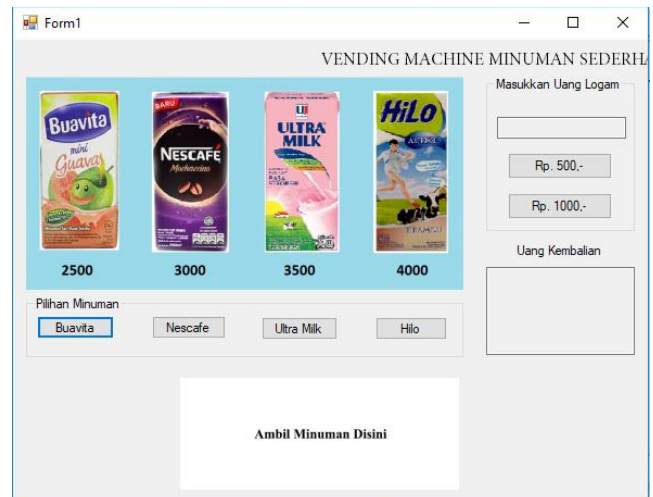 Form1
VENDING MACHINE MINUMAN SEDERHA
Masukkan Uang Logam
Buavita
mini
Guava
BARU
NESCAFÉ
Mochaccino
ULTRA
MILK
HiLo
Rp. 500,-
Rp. 1000,-
2500
3000
3500
4000
Uang Kembalian
Pilihan Minuman
Buavita
Nescafe
Ultra Milk
Hilo
Ambil Minuman Disini